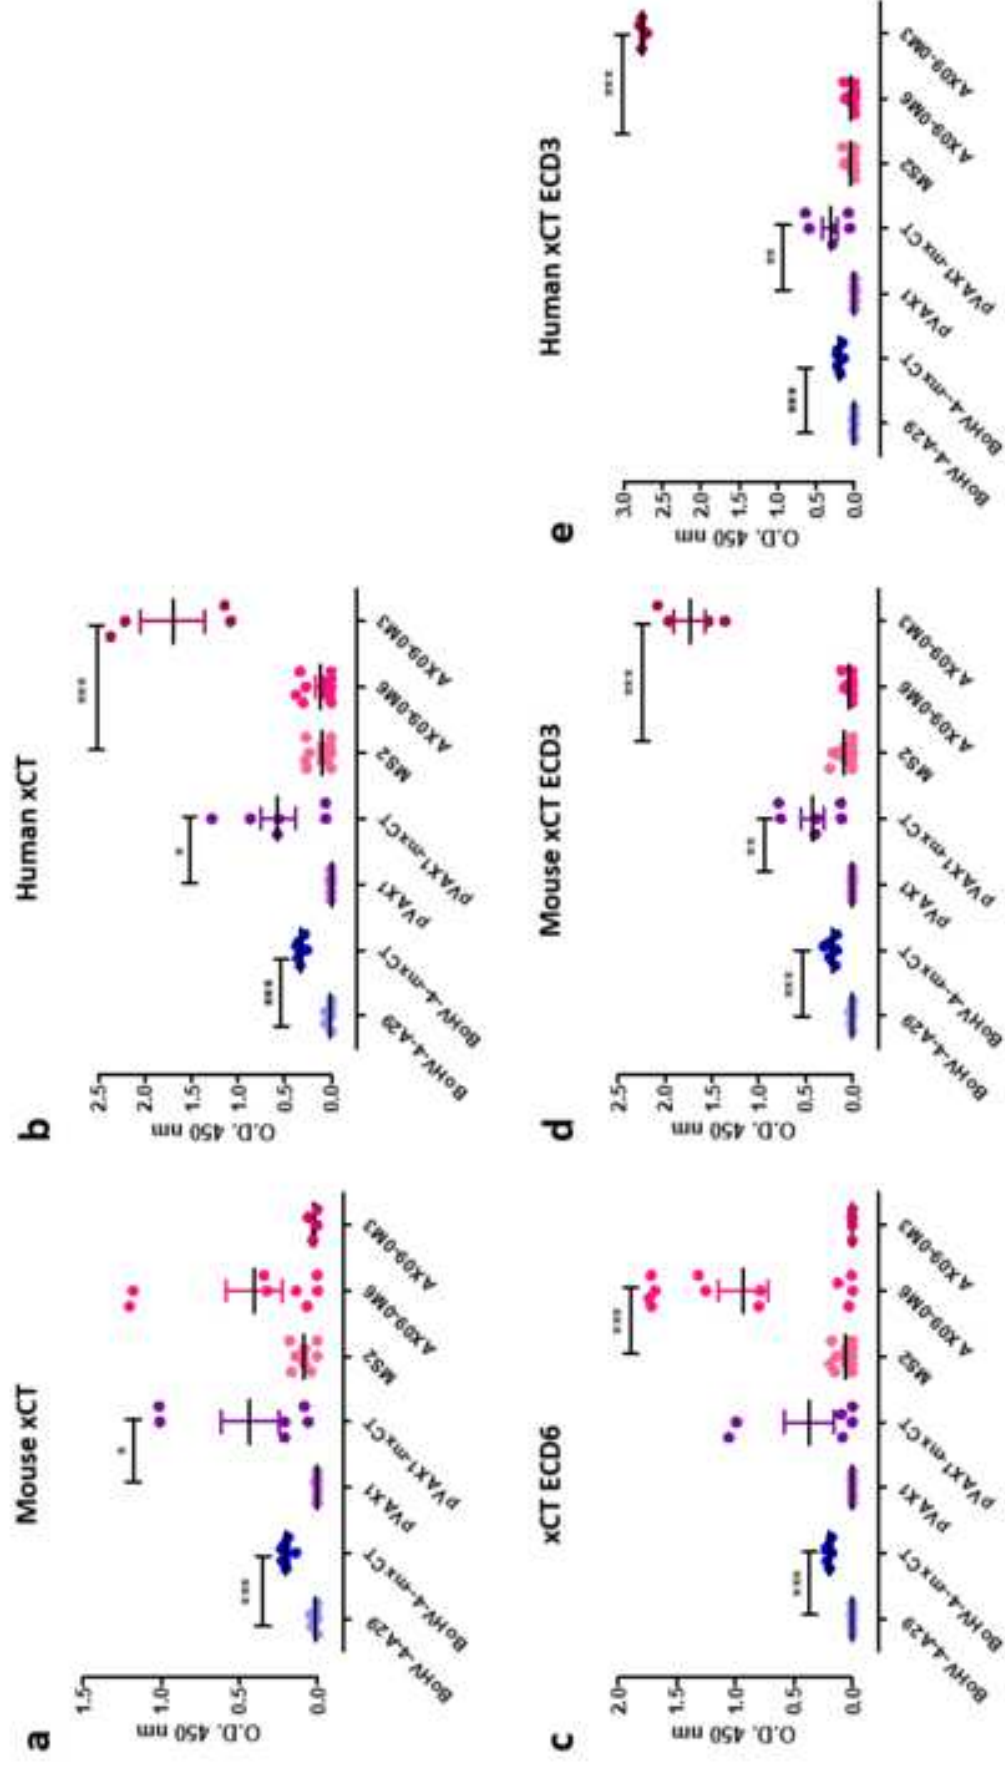 a
Mouse xCT
O.D. 450 nm
1.5
1.0
0.5
0.0
*** *
BoHV-4-A29
BoHV-4-mxCT
pVAX1
pVAX1-mxCT
MS2
AX09-0M6
AX09-0M3
b
Human xCT
O.D. 450 nm
2.5
2.0
1.5
1.0
0.5
0.0
*** * ***
BoHV-4-A29
BoHV-4-mxCT
pVAX1
pVAX1-mxCT
MS2
AX09-0M6
AX09-0M3
c
xCT ECD6
O.D. 450 nm
2.0
1.5
1.0
0.5
0.0
*** ***
BoHV-4-A29
BoHV-4-mxCT
pVAX1
pVAX1-mxCT
MS2
AX09-0M6
AX09-0M3
d
Mouse xCT ECD3
O.D. 450 nm
2.5
2.0
1.5
1.0
0.5
0.0
*** ** ***
BoHV-4-A29
BoHV-4-mxCT
pVAX1
pVAX1-mxCT
MS2
AX09-0M6
AX09-0M3
e
Human xCT ECD3
O.D. 450 nm
3.0
2.5
2.0
1.5
1.0
0.5
0.0
*** ** ***
BoHV-4-A29
BoHV-4-mxCT
pVAX1
pVAX1-mxCT
MS2
AX09-0M6
AX09-0M3